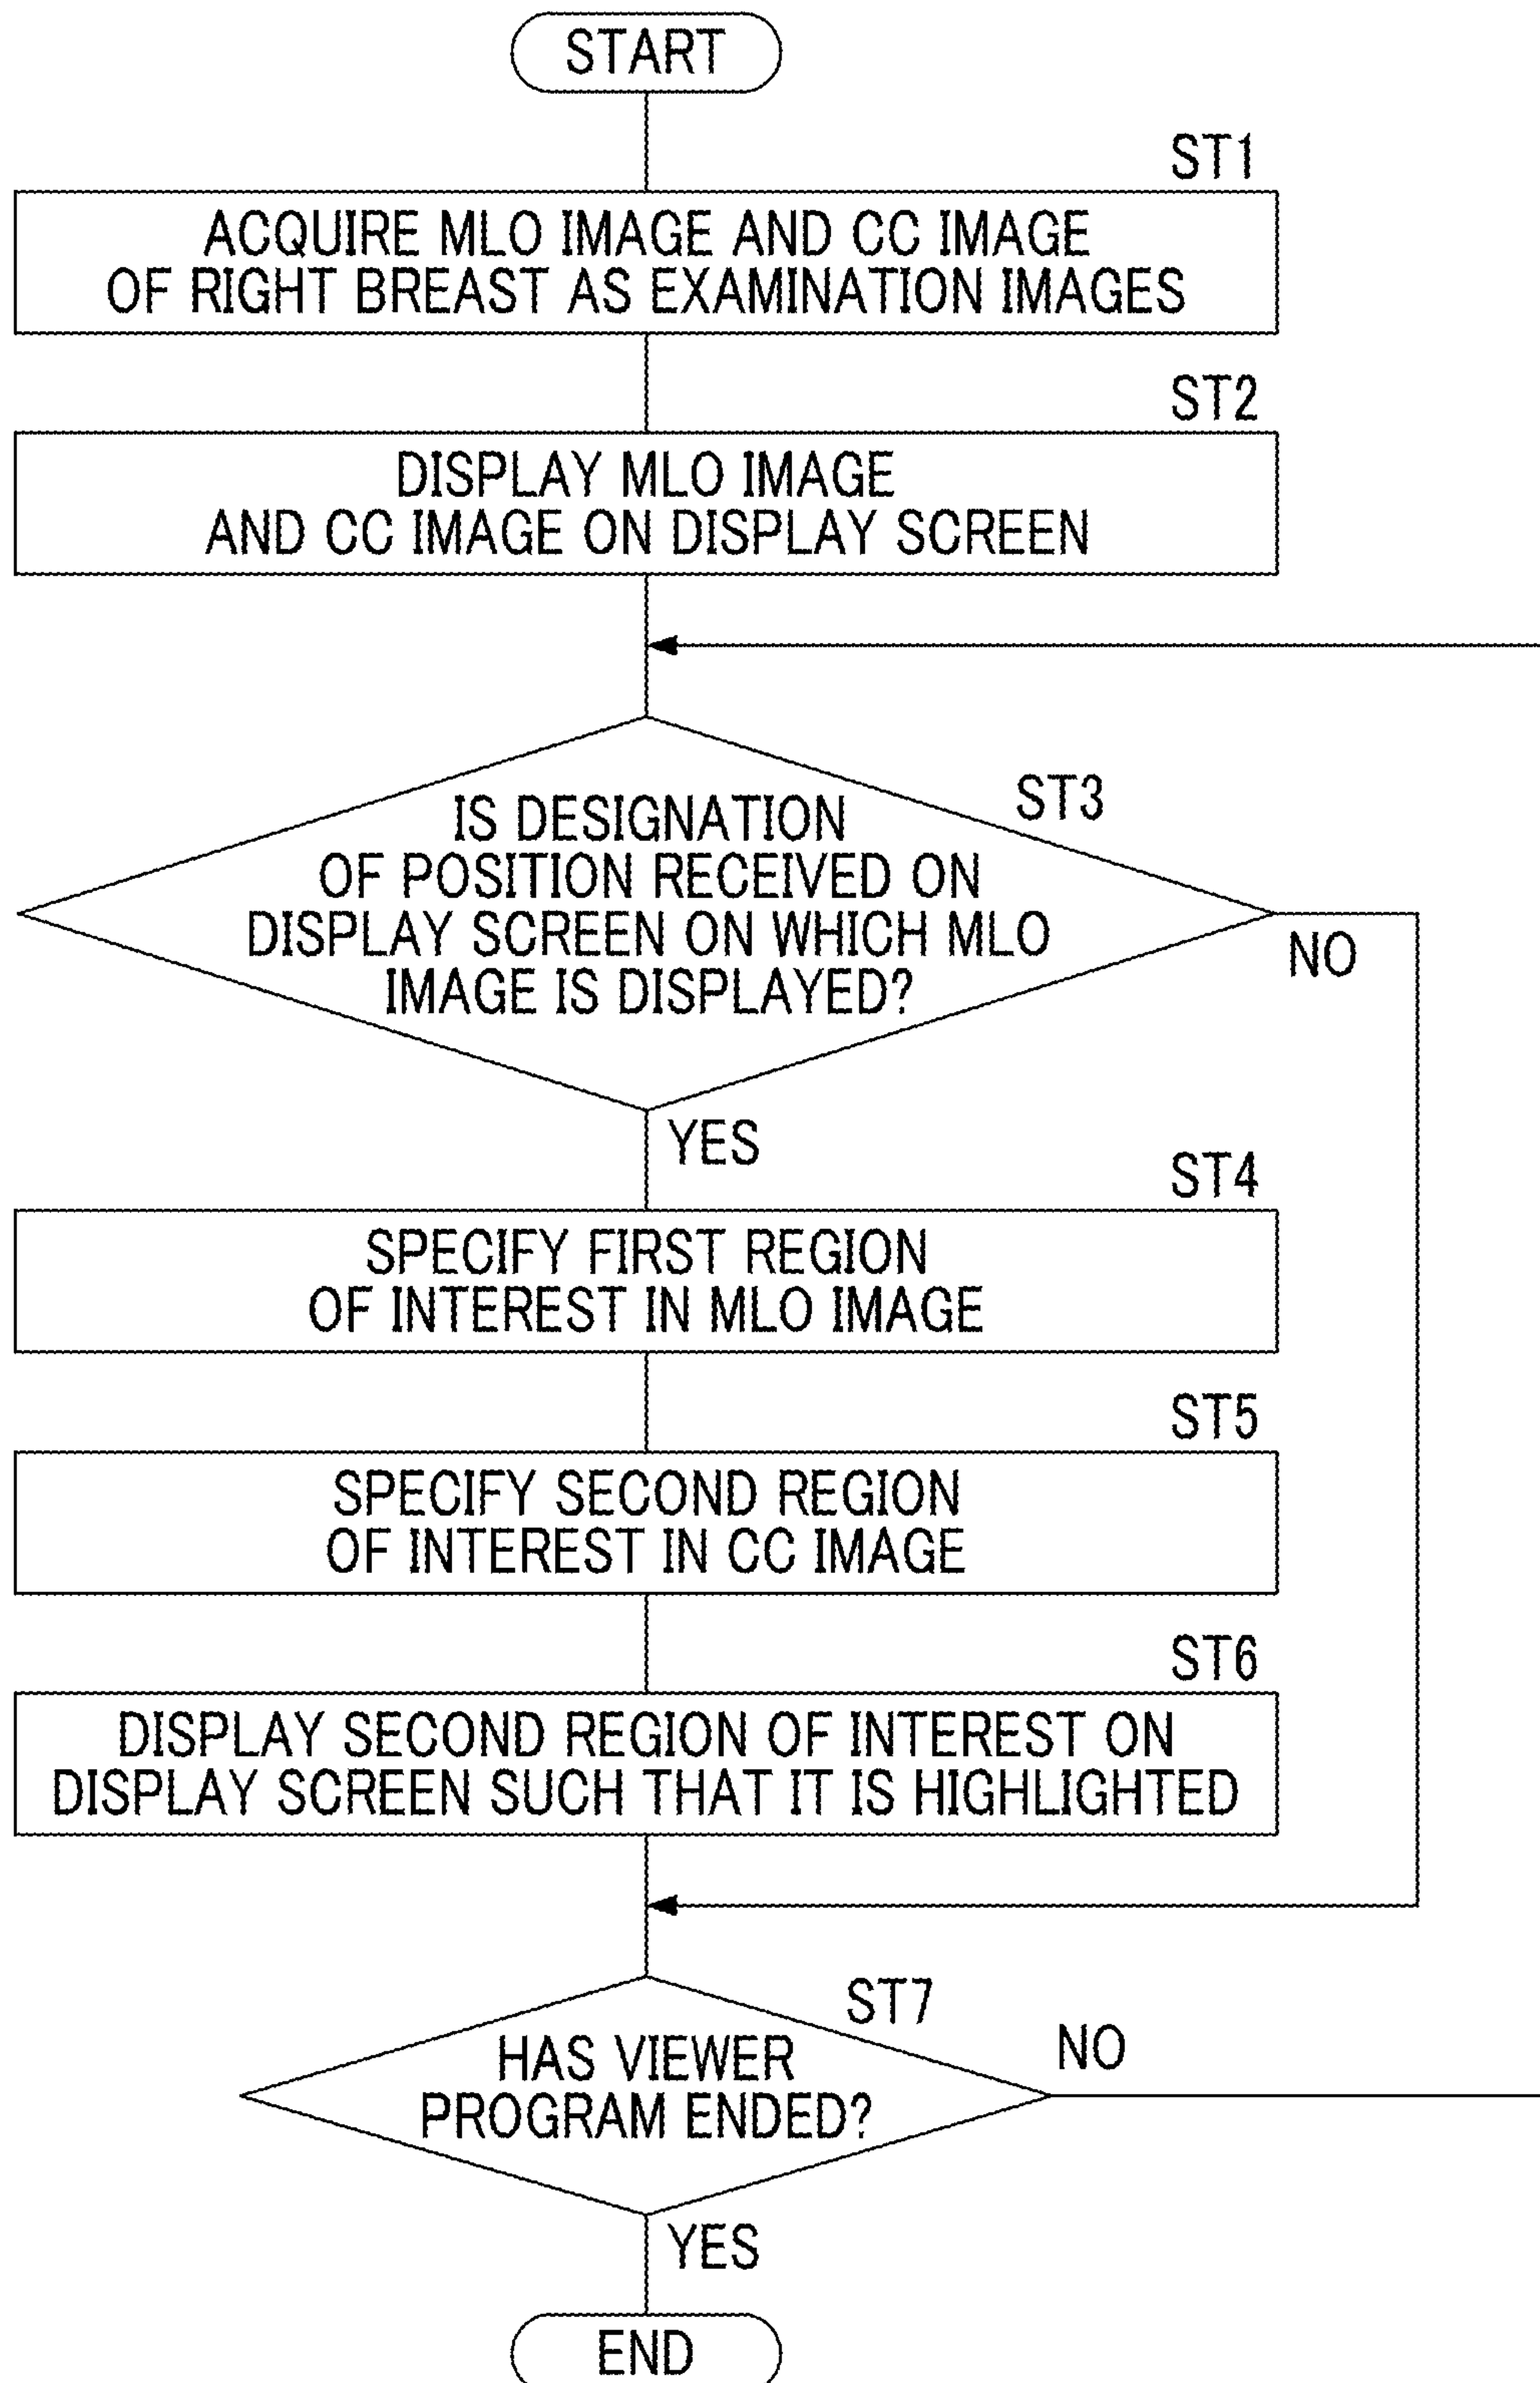 START
ST1
ACQUIRE MLO IMAGE AND CC IMAGE
OF RIGHT BREAST AS EXAMINATION IMAGES
ST2
DISPLAY MLO IMAGE
AND CC IMAGE ON DISPLAY SCREEN
ST3
IS DESIGNATION
OF POSITION RECEIVED ON
DISPLAY SCREEN ON WHICH MLO
IMAGE IS DISPLAYED?
NO
YES
ST4
SPECIFY FIRST REGION
OF INTEREST IN MLO IMAGE
ST5
SPECIFY SECOND REGION
OF INTEREST IN CC IMAGE
ST6
DISPLAY SECOND REGION OF INTEREST ON
DISPLAY SCREEN SUCH THAT IT IS HIGHLIGHTED
ST7
HAS VIEWER
PROGRAM ENDED?
NO
YES
END